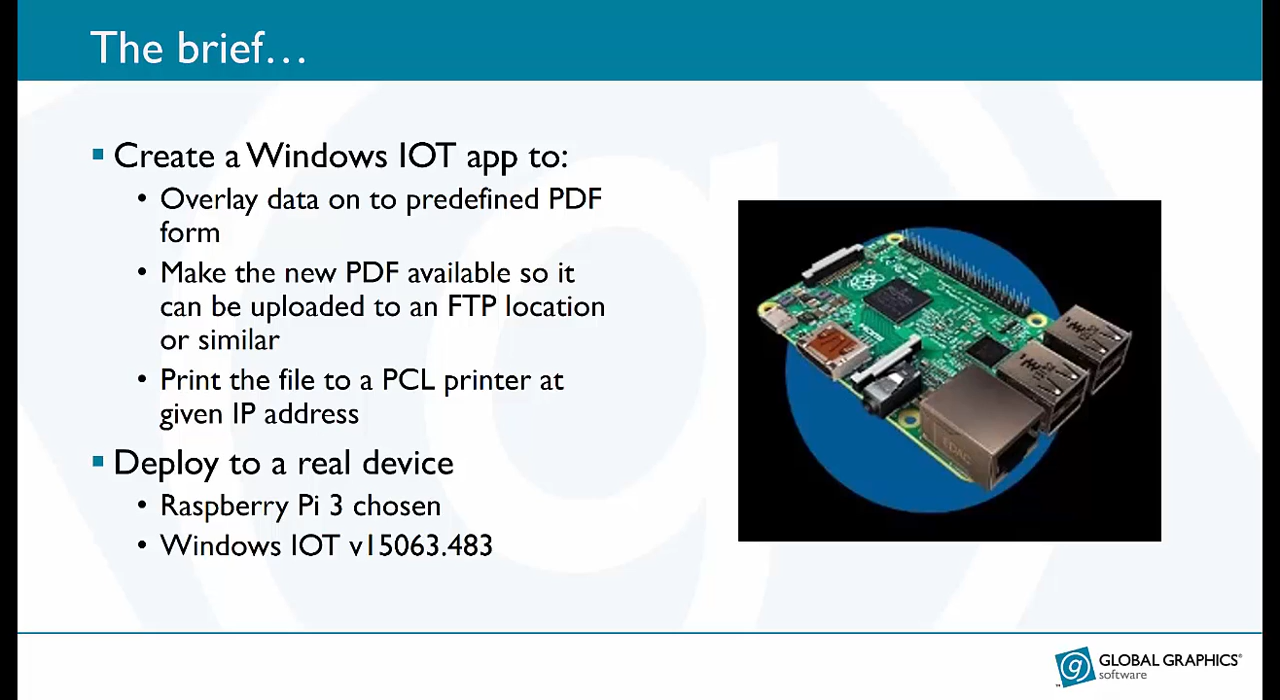 The brief...
▪ Create a Windows IOT app to:
• Overlay data on to predefined PDF
form
• Make the new PDF available so it
can be uploaded to an FTP location
or similar
• Print the file to a PCL printer at
given IP address
▪ Deploy to a real device
• Raspberry Pi 3 chosen
• Windows IOT v15063.483
HDMI
g
GLOBAL GRAPHICS®
software